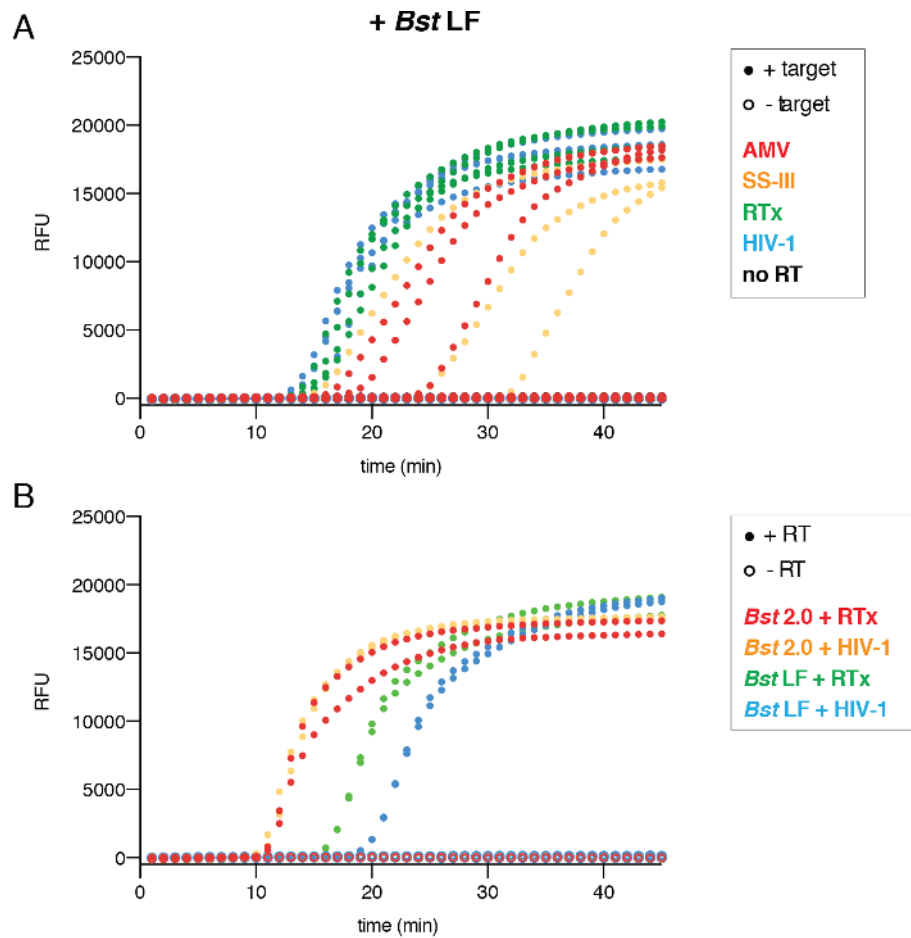 A
+ Bst LF
25000
20000
15000
10000
5000
0
RFU
0 10 20 30 40
time (min)
+ target
- target
AMV
SS-III
RTx
HIV-1
no RT
B
25000
20000
15000
10000
5000
0
RFU
0 10 20 30 40
time (min)
+ RT
- RT
Bst 2.0 + RTx
Bst 2.0 + HIV-1
Bst LF + RTx
Bst LF + HIV-1